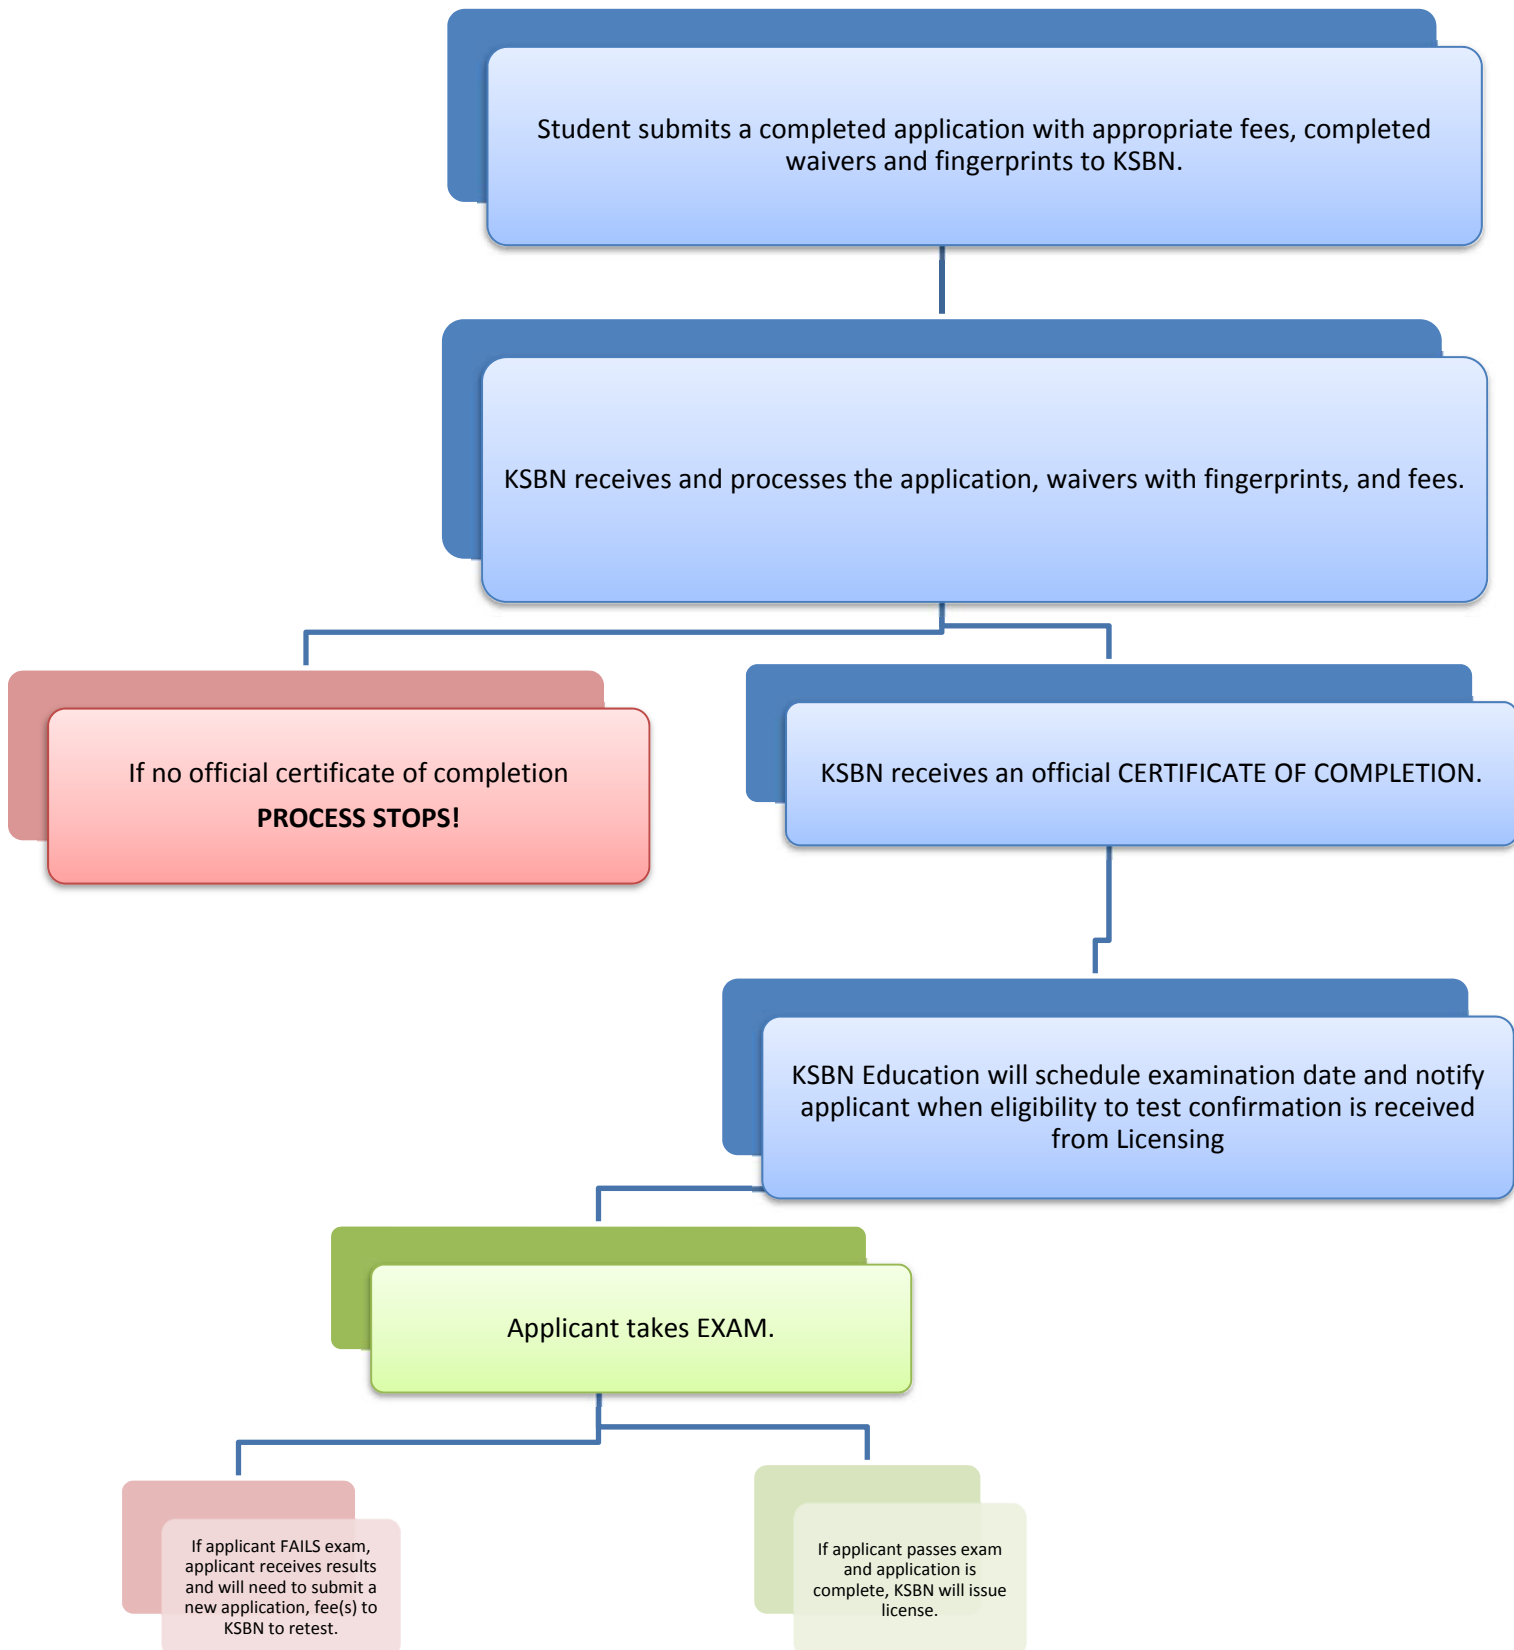 Student submits a completed application with appropriate fees, completed
waivers and fingerprints to KSBN.
KSBN receives and processes the application, waivers with fingerprints, and fees.
If no official certificate of completion
PROCESS STOPS!
KSBN receives an official CERTIFICATE OF COMPLETION.
KSBN Education will schedule examination date and notify
applicant when eligibility to test confirmation is received
from Licensing
Applicant takes EXAM.
If applicant FAILS exam,
applicant receives results
and will need to submit a
new application, fee(s) to
KSBN to retest.
If applicant passes exam
and application is
complete, KSBN will issue
license.